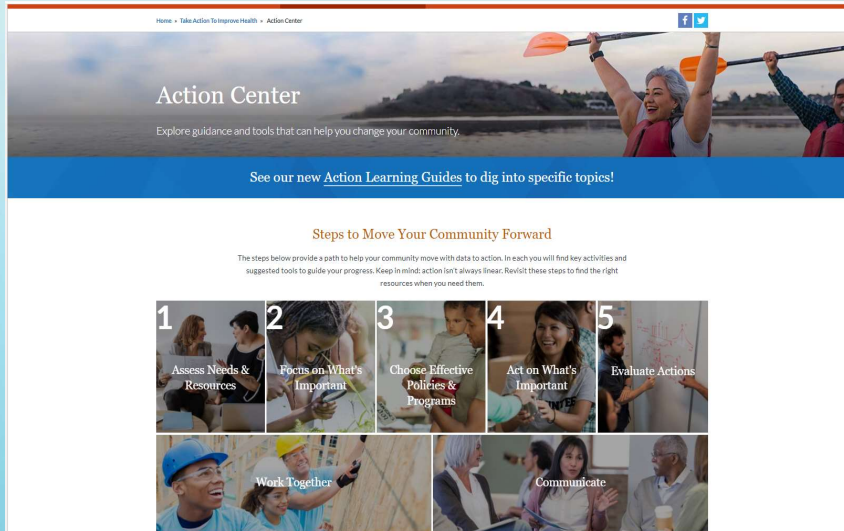 Home » Take Action To Improve Health » Action Center
Action Center
Explore guidance and tools that can help you change your community.
See our new Action Learning Guides to dig into specific topics!
Steps to Move Your Community Forward
The steps below provide a path to help your community move with data to action. In each you will find key activities and
suggested tools to guide your progress. Keep in mind: action isn't always linear. Revisit these steps to find the right
resources when you need them.
1
Assess Needs &
Resources
2
Focus on What's
Important
3
Choose Effective
Policies &
Programs
4
Act on What's
Important
5
Evaluate Actions
Work Together
Communicate